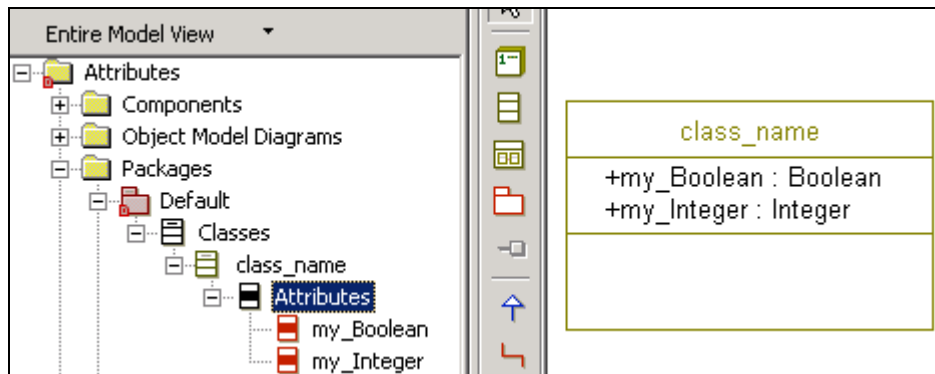 Entire Model View
Attributes
Components
Object Model Diagrams
Packages
Default
Classes
class_name
Attributes
my_Boolean
my_Integer
class_name
+my_Boolean : Boolean
+my_Integer : Integer